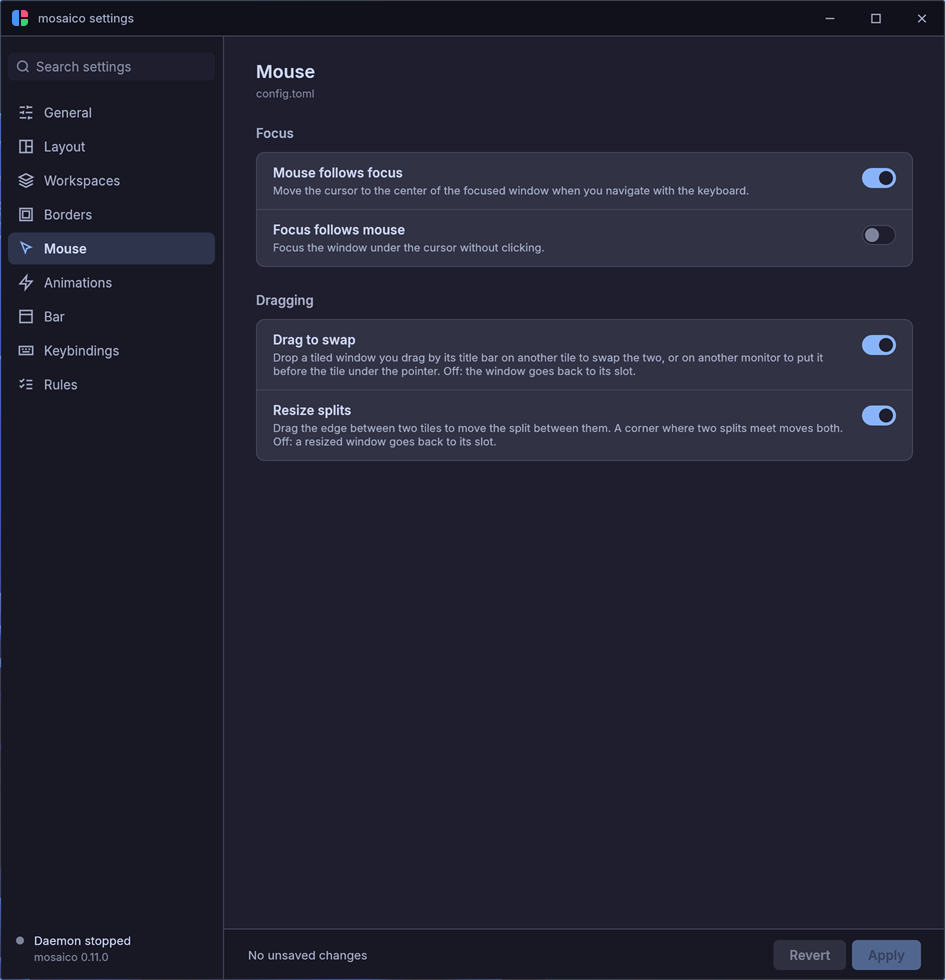 mosaico settings
Search settings
General
Layout
Workspaces
Borders
Mouse
Animations
Bar
Keybindings
Rules
Daemon stopped
mosaico 0.11.0
Mouse
config.toml
Focus
Mouse follows focus
Move the cursor to the center of the focused window when you navigate with the keyboard.
Focus follows mouse
Focus the window under the cursor without clicking.
Dragging
Drag to swap
Drop a tiled window you drag by its title bar on another tile to swap the two, or on another monitor to put it
before the tile under the pointer. Off: the window goes back to its slot.
Resize splits
Drag the edge between two tiles to move the split between them. A corner where two splits meet moves both.
Off: a resized window goes back to its slot.
No unsaved changes
Revert
Apply